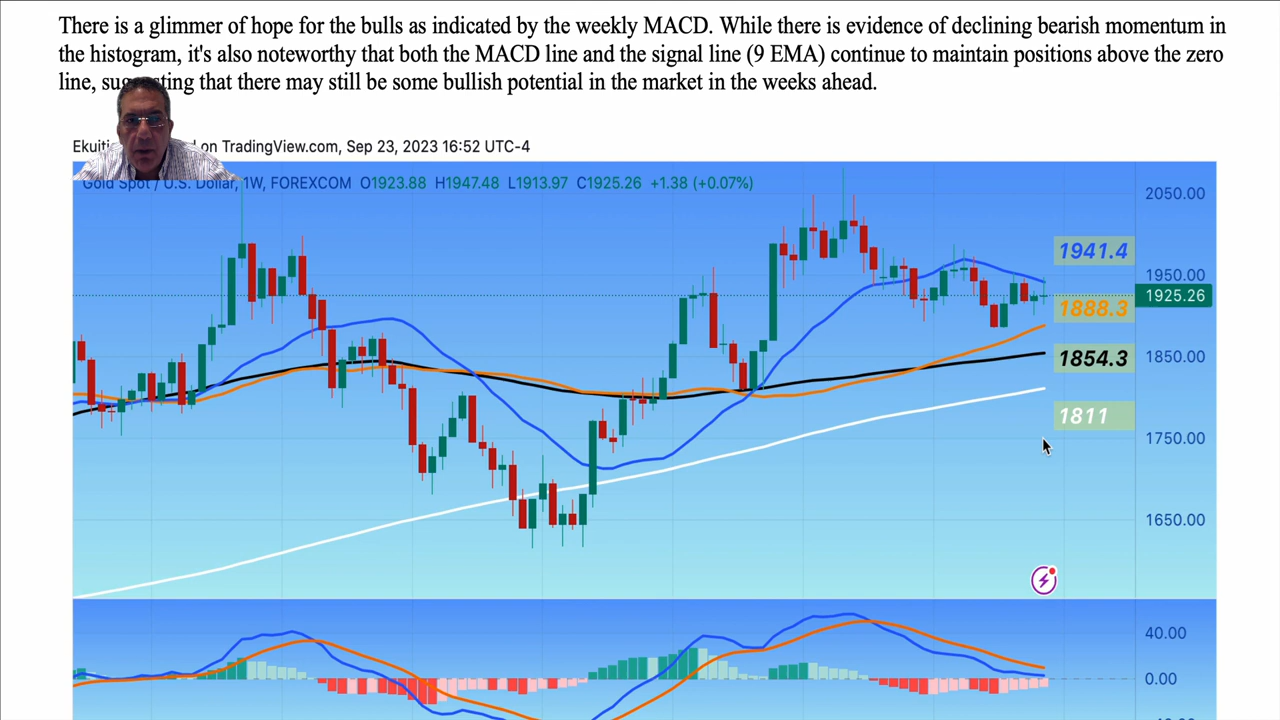 There is a glimmer of hope for the bulls as indicated by the weekly MACD. While there is evidence of declining bearish momentum in
the histogram, it's also noteworthy that both the MACD line and the signal line (9 EMA) continue to maintain positions above the zero
line, suggesting that there may still be some bullish potential in the market in the weeks ahead.
on TradingView.com, Sep 23, 2023 16:52 UTC-4
Gold Spot / U.S. Dollar, 1W, FOREXCOM O1923.88 H1947.48 L1913.97 C1925.26 +1.38 (+0.07%)
2050.00
1941.4
1950.00
1925.26
1888.3
1850.00
1854.3
1811
1750.00
1650.00
40.00
0.00